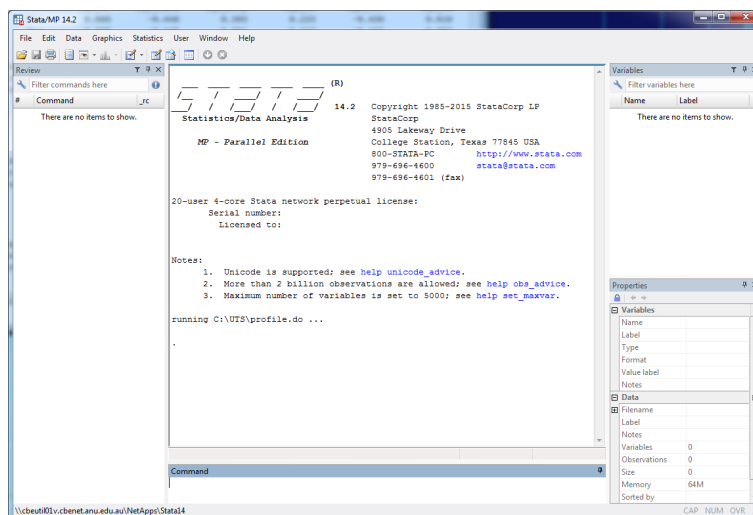 Stata/MP 14.2
File Edit Data Graphics Statistics User Window Help
Review
Filter commands here
# Command _rc
There are no items to show.
(R)
14.2 Copyright 1985-2015 StataCorp LP
Statistics/Data Analysis StataCorp
4905 Lakeway Drive
MP - Parallel Edition College Station, Texas 77845 USA
800-STATA-PC http://www.stata.com
979-696-4600 stata@stata.com
979-696-4601 (fax)
20-user 4-core Stata network perpetual license:
Serial number:
Licensed to:
Notes:
1. Unicode is supported; see help unicode_advice.
2. More than 2 billion observations are allowed; see help obs_advice.
3. Maximum number of variables is set to 5000; see help set_maxvar.
running C:\UTS\profile.do ...
.
Command
Variables
Filter variables here
Name Label
There are no items to show.
Properties
Variables
Name
Label
Type
Format
Value label
Notes
Data
Filename
Label
Notes
Variables 0
Observations 0
Size 0
Memory 64M
Sorted by
\\cbeutil01v.cbenet.anu.edu.au\NetApps\Stata14
CAP NUM OVR